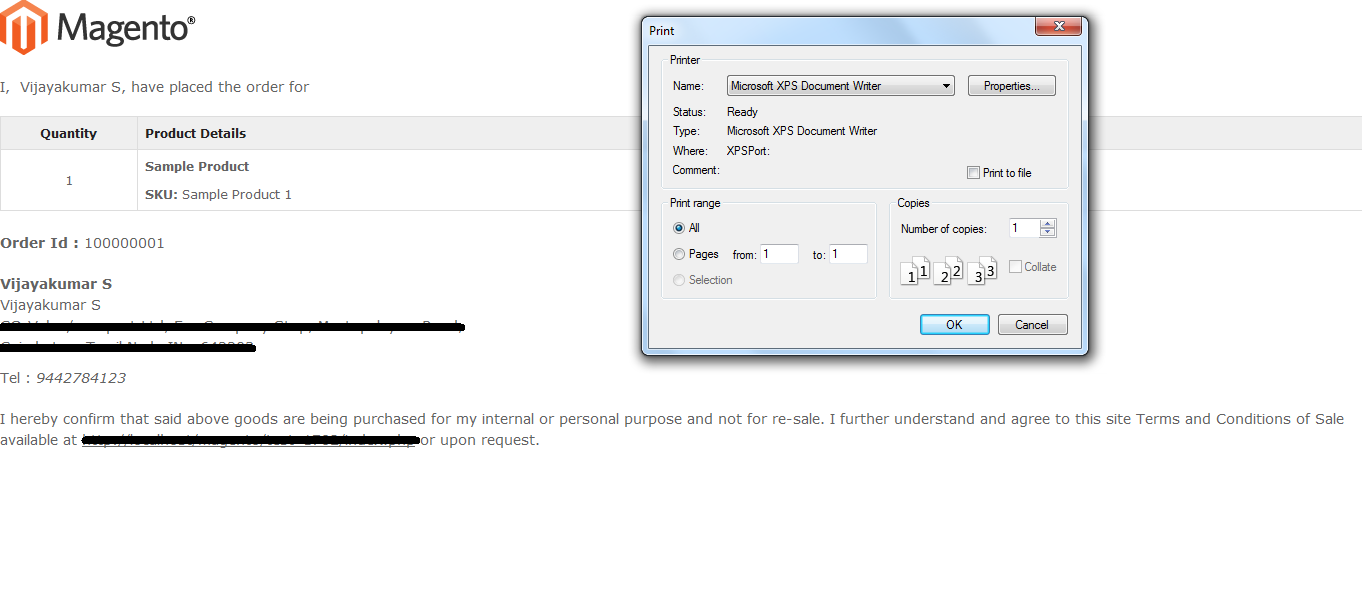 Magento®
I,  Vijayakumar S, have placed the order for
Quantity Product Details
1
Sample Product
SKU: Sample Product 1
Order Id : 100000001
Vijayakumar S
Vijayakumar S
Tel : 9442784123
I hereby confirm that said above goods are being purchased for my internal or personal purpose and not for re-sale. I further understand and agree to this site Terms and Conditions of Sale
available at or upon request.
Print
Printer
Name: Microsoft XPS Document Writer Properties...
Status: Ready
Type: Microsoft XPS Document Writer
Where: XPSPort:
Comment:
Print to file
Print range
All
Pages from: 1 to: 1
Selection
Copies
Number of copies: 1
1 1 2 2 3 3
Collate
OK Cancel